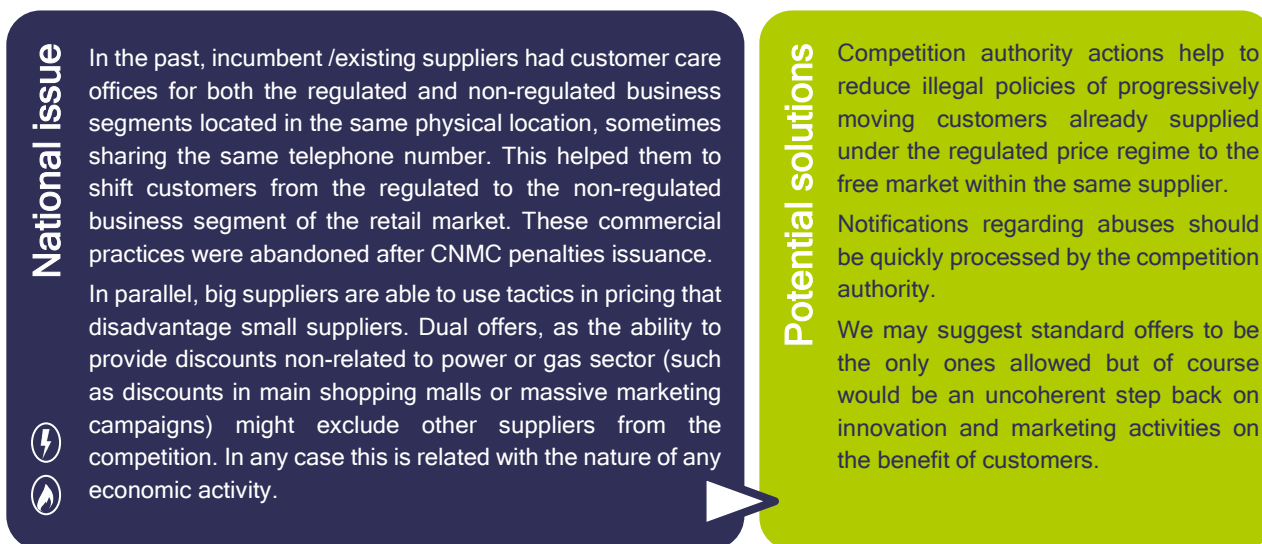 National issue
In the past, incumbent /existing suppliers had customer care
offices for both the regulated and non-regulated business
segments located in the same physical location, sometimes
sharing the same telephone number. This helped them to
shift customers from the regulated to the non-regulated
business segment of the retail market. These commercial
practices were abandoned after CNMC penalties issuance.
In parallel, big suppliers are able to use tactics in pricing that
disadvantage small suppliers. Dual offers, as the ability to
provide discounts non-related to power or gas sector (such
as discounts in main shopping malls or massive marketing
campaigns) might exclude other suppliers from the
competition. In any case this is related with the nature of any
economic activity.
Potential solutions
Competition authority actions help to
reduce illegal policies of progressively
moving customers already supplied
under the regulated price regime to the
free market within the same supplier.
Notifications regarding abuses should
be quickly processed by the competition
authority.
We may suggest standard offers to be
the only ones allowed but of course
would be an uncoherent step back on
innovation and marketing activities on
the benefit of customers.